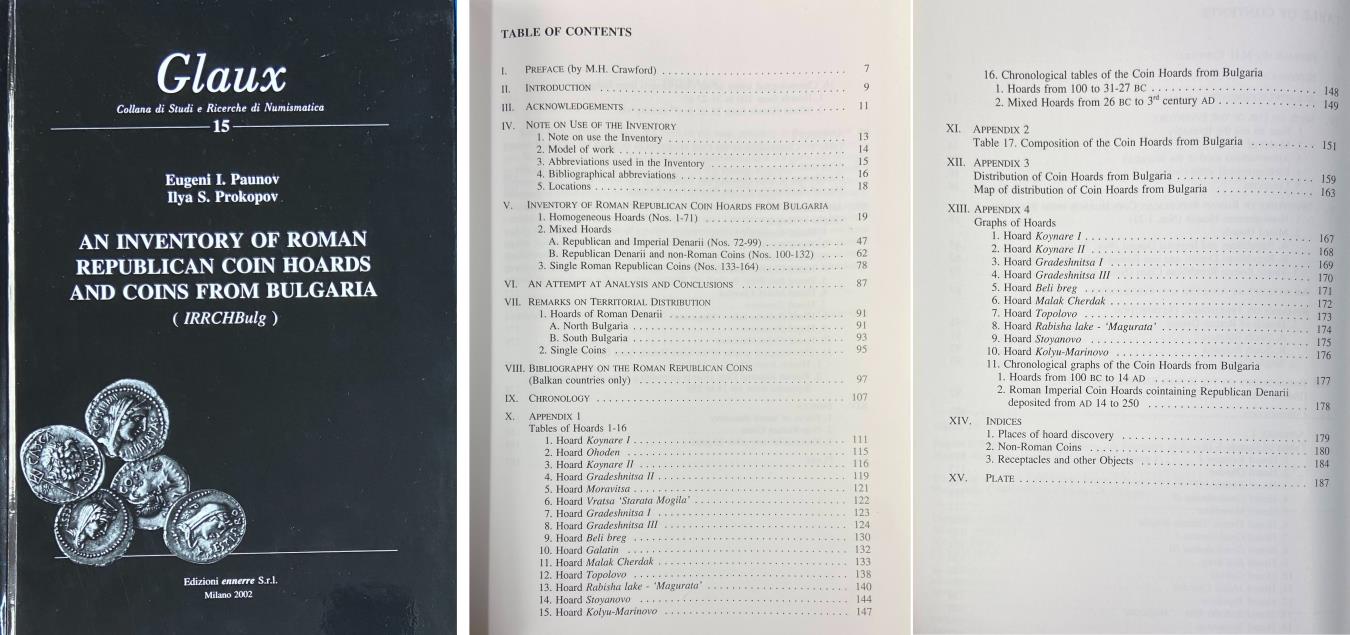 Glaux
Collana di Studi e Ricerche di Numismatica
15
Eugeni I. Paunov
Ilya S. Prokopov
AN INVENTORY OF ROMAN
REPUBLICAN COIN HOARDS
AND COINS FROM BULGARIA
( IRRCHBulg )
Edizioni ennerre S.r.l.
Milano 2002
TABLE OF CONTENTS
I. PREFACE (by M.H. Crawford) 7
II. INTRODUCTION 9
III. ACKNOWLEDGEMENTS 11
IV. NOTE ON USE OF THE INVENTORY
1. Note on use the Inventory 13
2. Model of work 14
3. Abbreviations used in the Inventory 15
4. Bibliographical abbreviations 16
5. Locations 18
V. INVENTORY OF ROMAN REPUBLICAN COIN HOARDS FROM BULGARIA
1. Homogeneous Hoards (Nos. 1-71) 19
2. Mixed Hoards
A. Republican and Imperial Denarii (Nos. 72-99) 47
B. Republican Denarii and non-Roman Coins (Nos. 100-132) 62
3. Single Roman Republican Coins (Nos. 133-164) 78
VI. AN ATTEMPT AT ANALYSIS AND CONCLUSIONS 87
VII. REMARKS ON TERRITORIAL DISTRIBUTION
1. Hoards of Roman Denarii 91
A. North Bulgaria 91
B. South Bulgaria 93
2. Single Coins 95
VIII. BIBLIOGRAPHY ON THE ROMAN REPUBLICAN COINS
(Balkan countries only) 97
IX. CHRONOLOGY 107
X. APPENDIX 1
Tables of Hoards 1-16
1. Hoard Koynare I 111
2. Hoard Ohoden 115
3. Hoard Koynare II 116
4. Hoard Gradeshnitsa II 119
5. Hoard Moravitsa 121
6. Hoard Vratsa 'Starata Mogila' 122
7. Hoard Gradeshnitsa I 123
8. Hoard Gradeshnitsa III 124
9. Hoard Beli breg 130
10. Hoard Galatin 132
11. Hoard Malak Cherdak 133
12. Hoard Topolovo 138
13. Hoard Rabisha lake - 'Magurata' 140
14. Hoard Stoyanovo 144
15. Hoard Kolyu-Marinovo 147
16. Chronological tables of the Coin Hoards from Bulgaria
1. Hoards from 100 to 31-27 BC 148
2. Mixed Hoards from 26 BC to 3rd century AD 149
XI. APPENDIX 2
Table 17. Composition of the Coin Hoards from Bulgaria 151
XII. APPENDIX 3
Distribution of Coin Hoards from Bulgaria 159
Map of distribution of Coin Hoards from Bulgaria 163
XIII. APPENDIX 4
Graphs of Hoards
1. Hoard Koynare I 167
2. Hoard Koynare II 168
3. Hoard Gradeshnitsa I 169
4. Hoard Gradeshnitsa III 170
5. Hoard Beli breg 171
6. Hoard Malak Cherdak 172
7. Hoard Topolovo 173
8. Hoard Rabisha lake - 'Magurata' 174
9. Hoard Stoyanovo 175
10. Hoard Kolyu-Marinovo 176
11. Chronological graphs of the Coin Hoards from Bulgaria
1. Hoards from 100 BC to 14 AD 177
2. Roman Imperial Coin Hoards cointaining Republican Denarii
deposited from AD 14 to 250 178
XIV. INDICES
1. Places of hoard discovery 179
2. Non-Roman Coins 180
3. Receptacles and other Objects 184
XV. PLATE 187